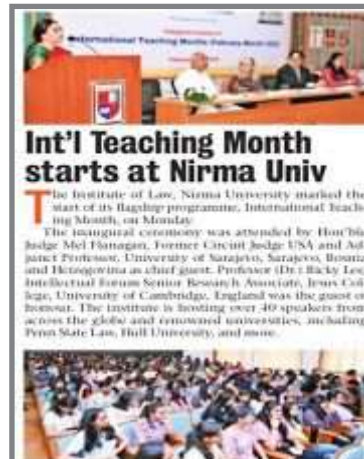 International Teaching Month
Int'l Teaching Month
starts at Nirma Univ
The Institute of Law, Nirma University marked the
start of its flagship programme, International Teach-
ing Month, on Monday.
The inaugural ceremony was attended by Hon'ble
Judge Mel Flanagan, Former Circuit Judge USA and Ad-
junct Professor, University of Sarajevo, Sarajevo, Bosnia
and Herzegovina as chief guest. Professor (Dr.) Ricky Lee,
Intellectual Forum Senior Research Associate, Jesus Col-
lege, University of Cambridge, England was the guest of
honour. The institute is hosting over 40 speakers from
across the globe and renowned universities, including
Penn State Law, Hull University, and more.